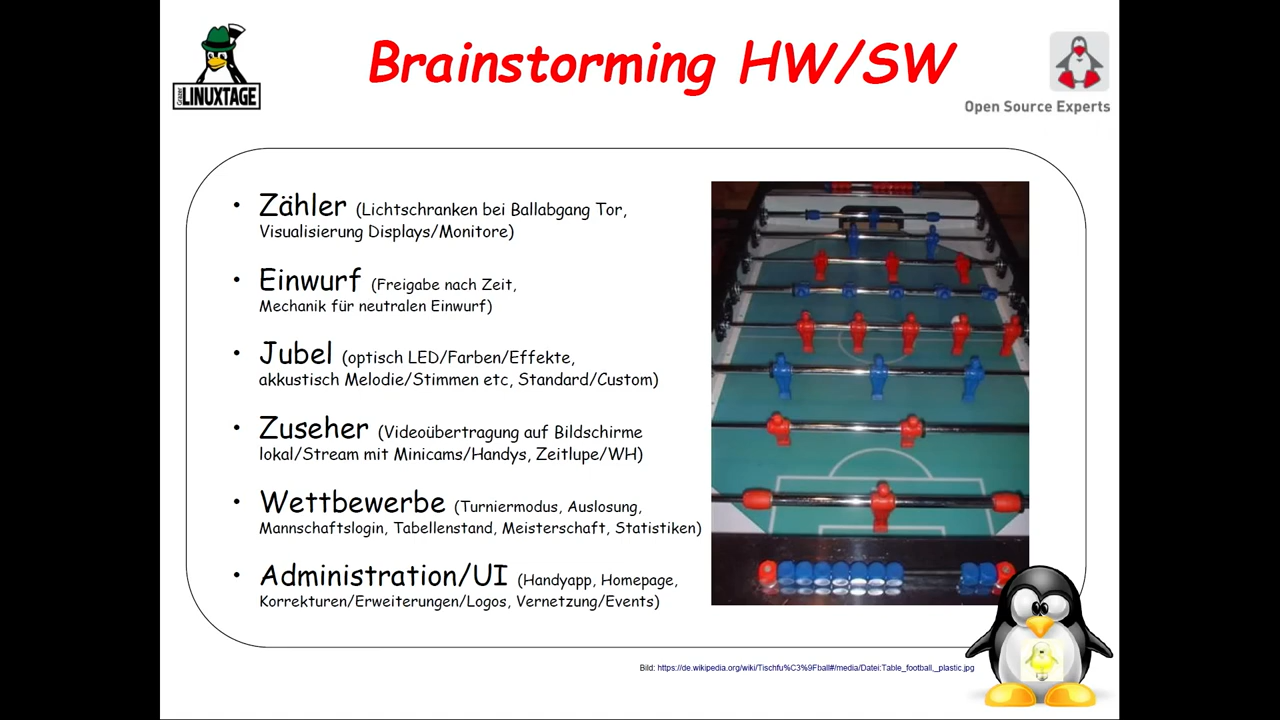 Brainstorming HW/SW
Grazer
LINUXTAGE
Open Source Experts
• Zähler (Lichtschranken bei Ballabgang Tor,
Visualisierung Displays/Monitore)
• Einwurf (Freigabe nach Zeit,
Mechanik für neutralen Einwurf)
• Jubel (optisch LED/Farben/Effekte,
akkustisch Melodie/Stimmen etc, Standard/Custom)
• Zuseher (Videoübertragung auf Bildschirme
lokal/Stream mit Minicams/Handys, Zeitlupe/WH)
• Wettbewerbe (Turniermodus, Auslosung,
Mannschaftslogin, Tabellenstand, Meisterschaft, Statistiken)
• Administration/UI (Handyapp, Homepage,
Korrekturen/Erweiterungen/Logos, Vernetzung/Events)
Bild: https://de.wikipedia.org/wiki/Tischfu%C3%9Fball#/media/Datei:Table_football,_plastic.jpg